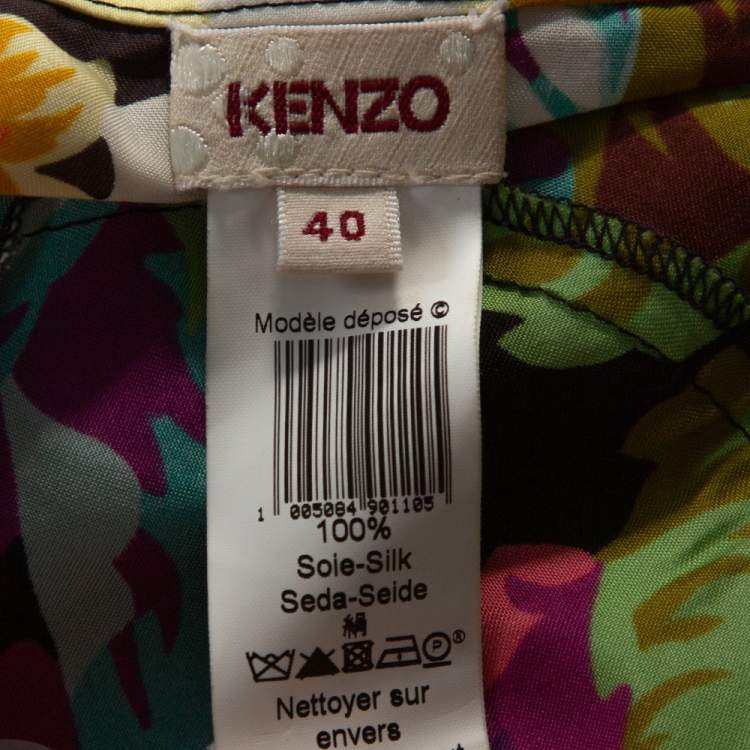 KENZO
40
Modèle déposé ©
1 005084 901105
100%
Soie-Silk
Seda-Seide
絹
P ®
Nettoyer sur
envers